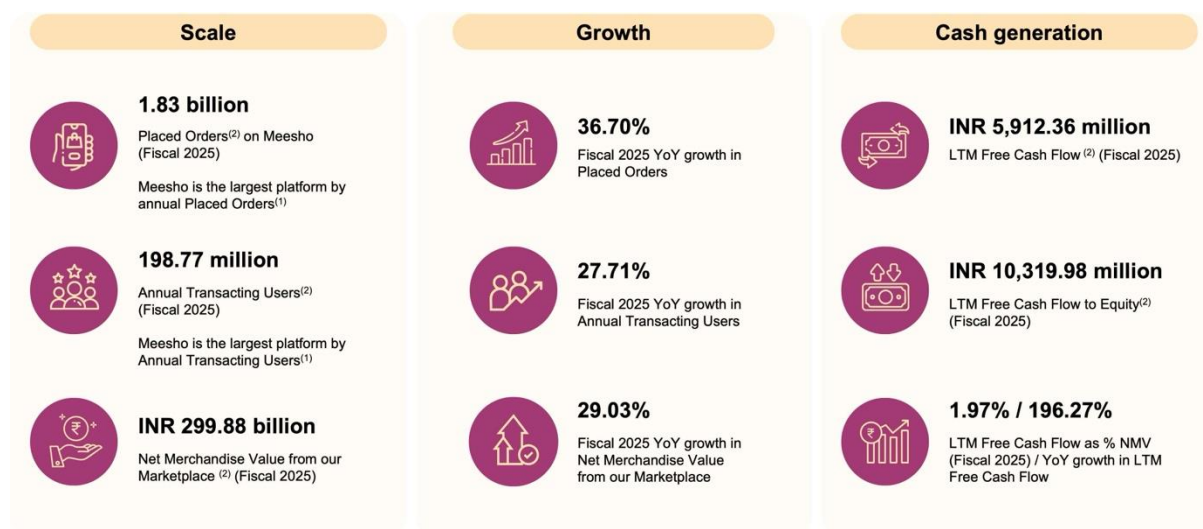 Scale
1.83 billion
Placed Orders(2) on Meesho
(Fiscal 2025)
Meesho is the largest platform by
annual Placed Orders(1)
198.77 million
Annual Transacting Users(2)
(Fiscal 2025)
Meesho is the largest platform by
Annual Transacting Users(1)
INR 299.88 billion
Net Merchandise Value from our
Marketplace (2) (Fiscal 2025)
Growth
36.70%
Fiscal 2025 YoY growth in
Placed Orders
27.71%
Fiscal 2025 YoY growth in
Annual Transacting Users
29.03%
Fiscal 2025 YoY growth in
Net Merchandise Value
from our Marketplace
Cash generation
INR 5,912.36 million
LTM Free Cash Flow (2) (Fiscal 2025)
INR 10,319.98 million
LTM Free Cash Flow to Equity(2)
(Fiscal 2025)
₹
1.97% / 196.27%
LTM Free Cash Flow as % NMV
(Fiscal 2025) / YoY growth in LTM
Free Cash Flow